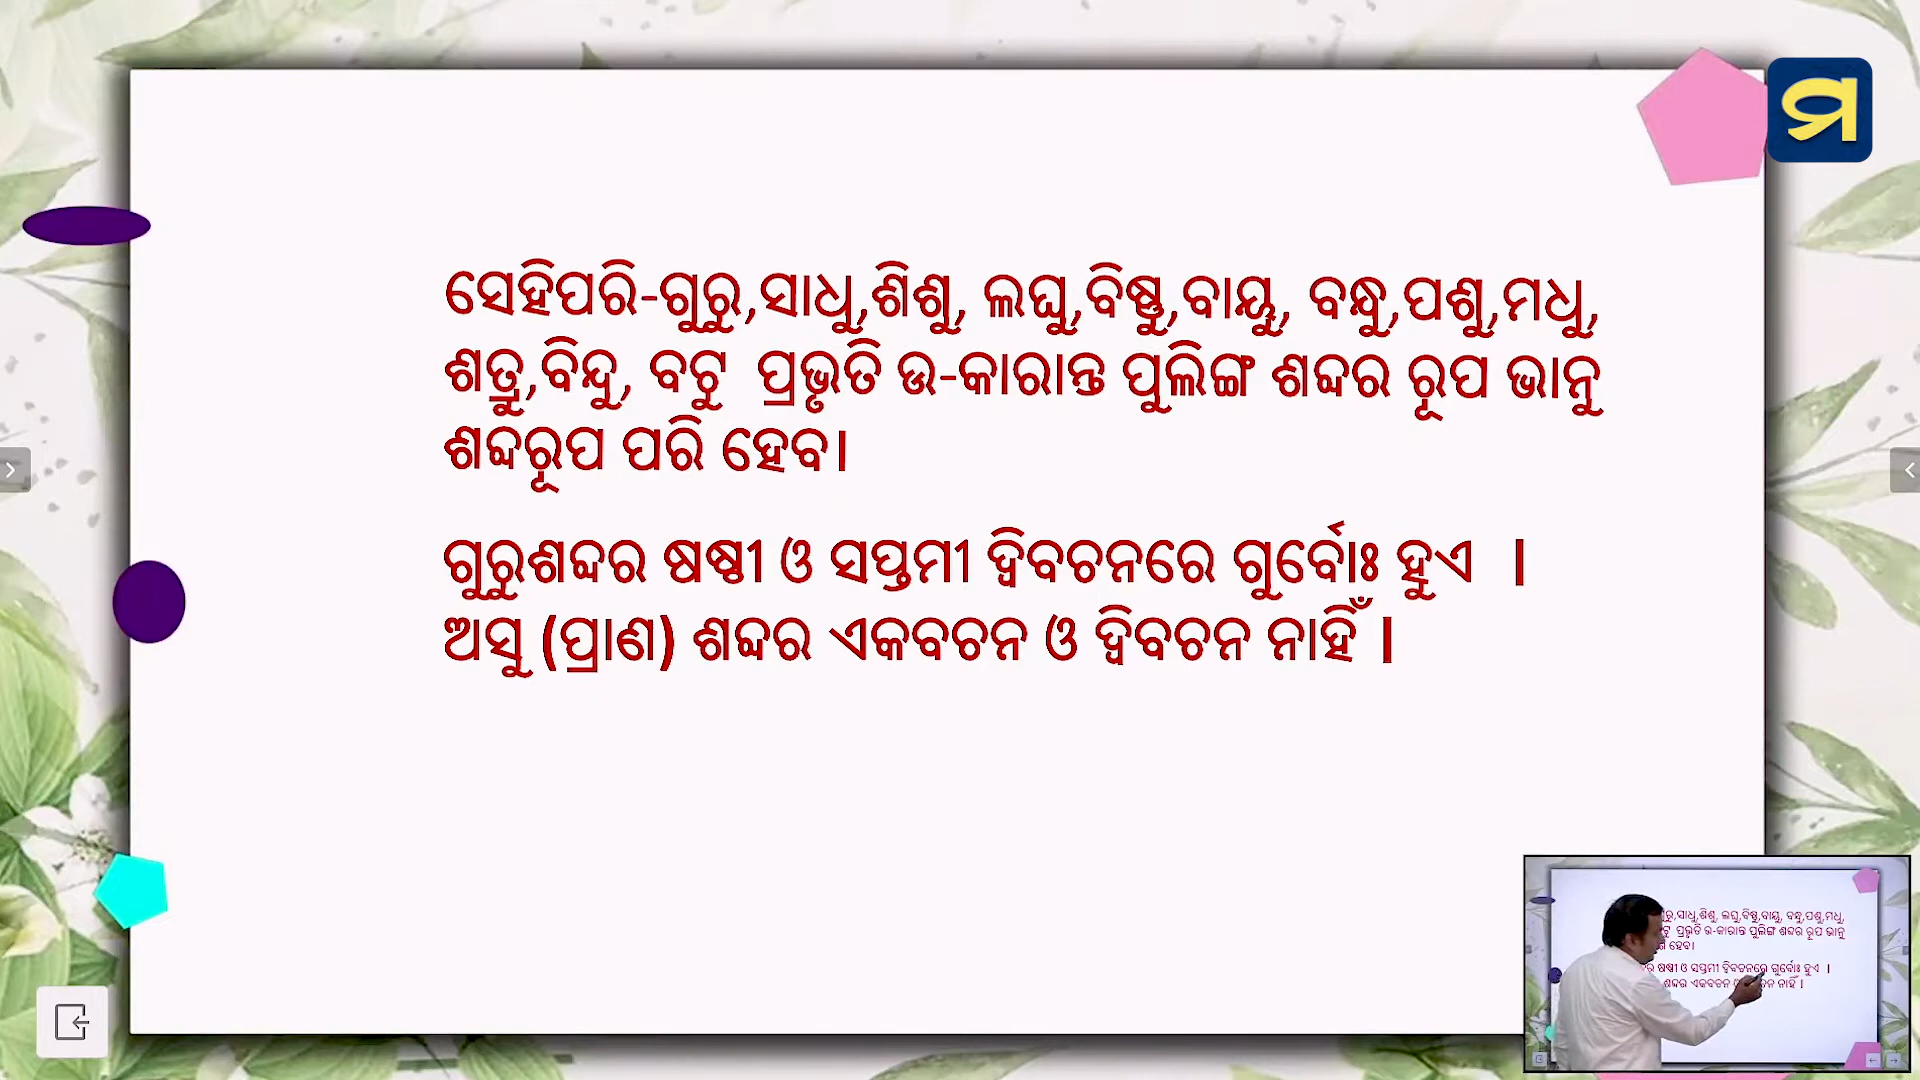 ସେହିପରି-ଗୁରୁ,ସାଧୁ,ଶିଶୁ, ଲଘୁ,ବିଷ୍ଣୁ,ବାୟୁ, ବନ୍ଧୁ,ପଶୁ,ମଧୁ,
ଶତ୍ରୁ,ବିନ୍ଦୁ, ବଟୁ ପ୍ରଭୃତି ଉ-କାରାନ୍ତ ପୁଲିଙ୍ଗ ଶବ୍ଦର ରୂପ ଭାନୁ
ଶବ୍ଦରୂପ ପରି ହେବ।
ଗୁରୁଶବ୍ଦର ଷଷ୍ଠୀ ଓ ସପ୍ତମୀ ଦ୍ୱିବଚନରେ ଗୁର୍ବୋଃ ହୁଏ ।
ଅସୁ (ପ୍ରାଣ) ଶବ୍ଦର ଏକବଚନ ଓ ଦ୍ୱିବଚନ ନାହିଁ ।
ମ